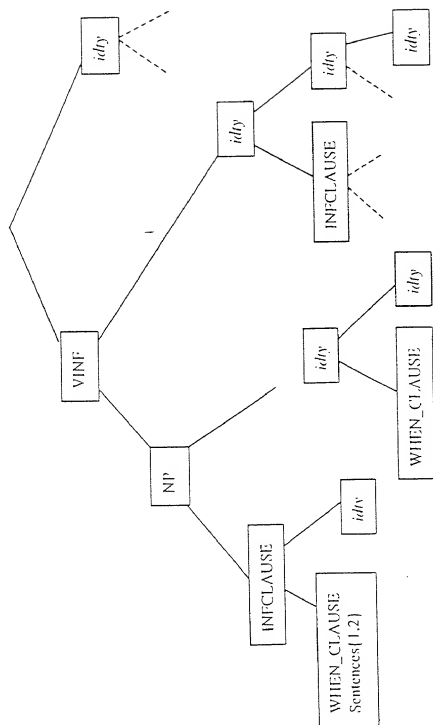 idty
VINF
idty
NP
idty
idty
INFCLAUSE
idty
INFCLAUSE
idty
idty
WHEN_CLAUSE
WHEN_CLAUSE
Sentences{1,2}